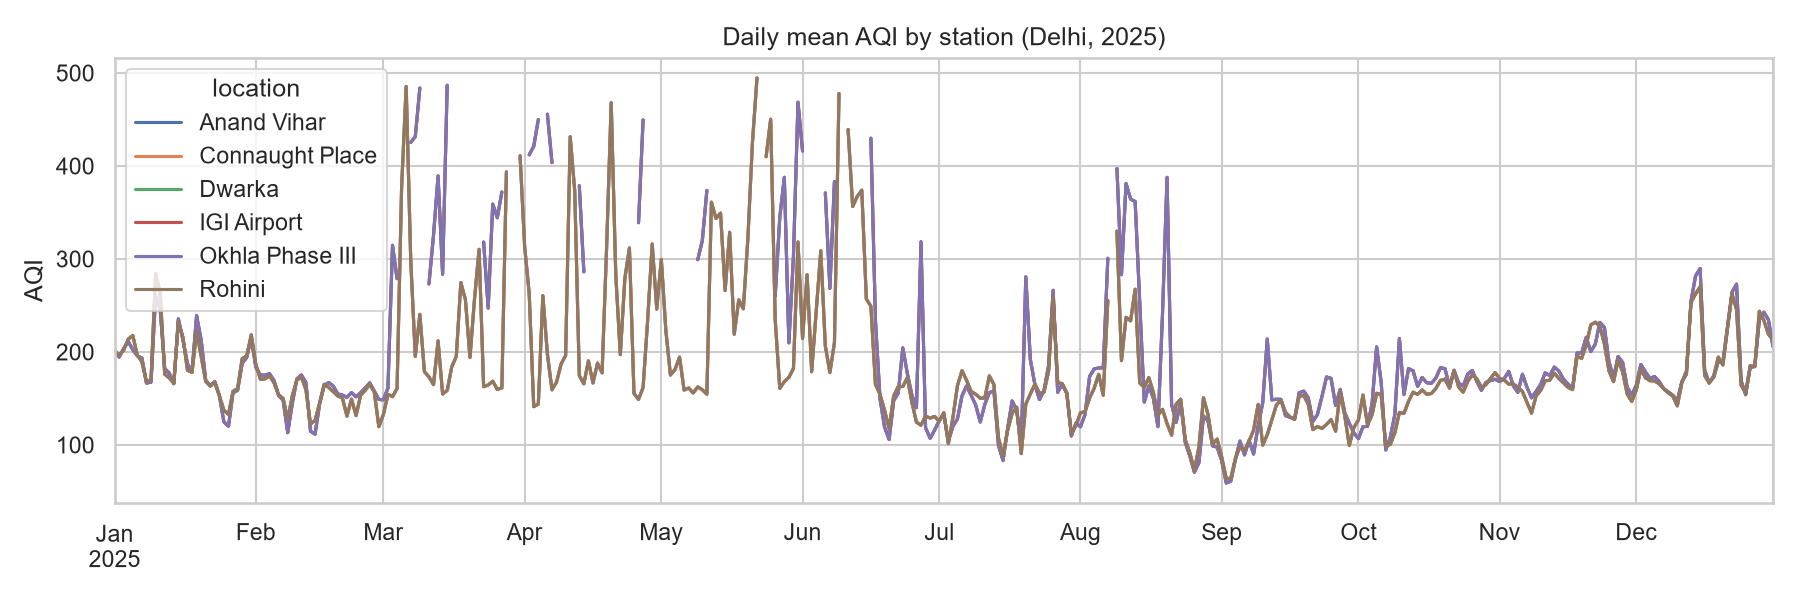 Daily mean AQI by station (Delhi, 2025)
AQI
500
400
300
200
100
location
Anand Vihar
Connaught Place
Dwarka
IGI Airport
Okhla Phase III
Rohini
Jan Feb Mar Apr May Jun Jul Aug Sep Oct Nov Dec
2025